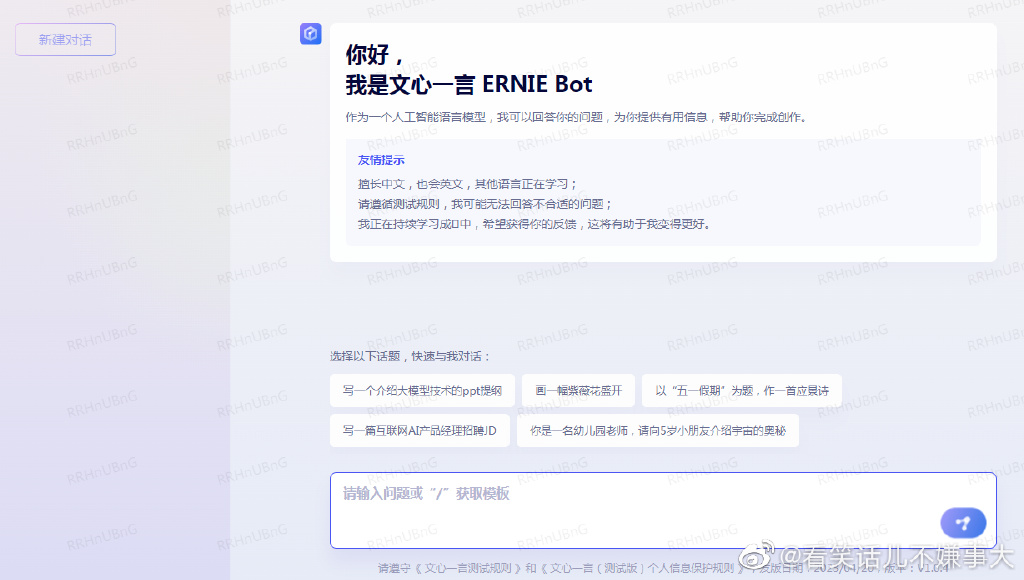 新建对话
你好，
我是文心一言 ERNIE Bot
作为一个人工智能语言模型，我可以回答你的问题，为你提供有用信息，帮助你完成创作。
友情提示
擅长中文，也会英文，其他语言正在学习；
请遵循测试规则，我可能无法回答不合适的问题；
我正在持续学习成中，希望获得你的反馈，这将有助于我变得更好。
选择以下话题，快速与我对话：
写一个介绍大模型技术的ppt提纲
画一幅紫薇花盛开
以“五一假期”为题，作一首应景诗
写一篇互联网AI产品经理招聘JD
你是一名幼儿园老师，请向5岁小朋友介绍宇宙的奥秘
请输入问题或“/”获取模板
请遵守《文心一言测试规则》和《文心一言（测试版）个人信息保护规则》，发版日期：2023/04/20，版本：V1.0.4
@看笑话儿不嫌事大
RRHnUBnG